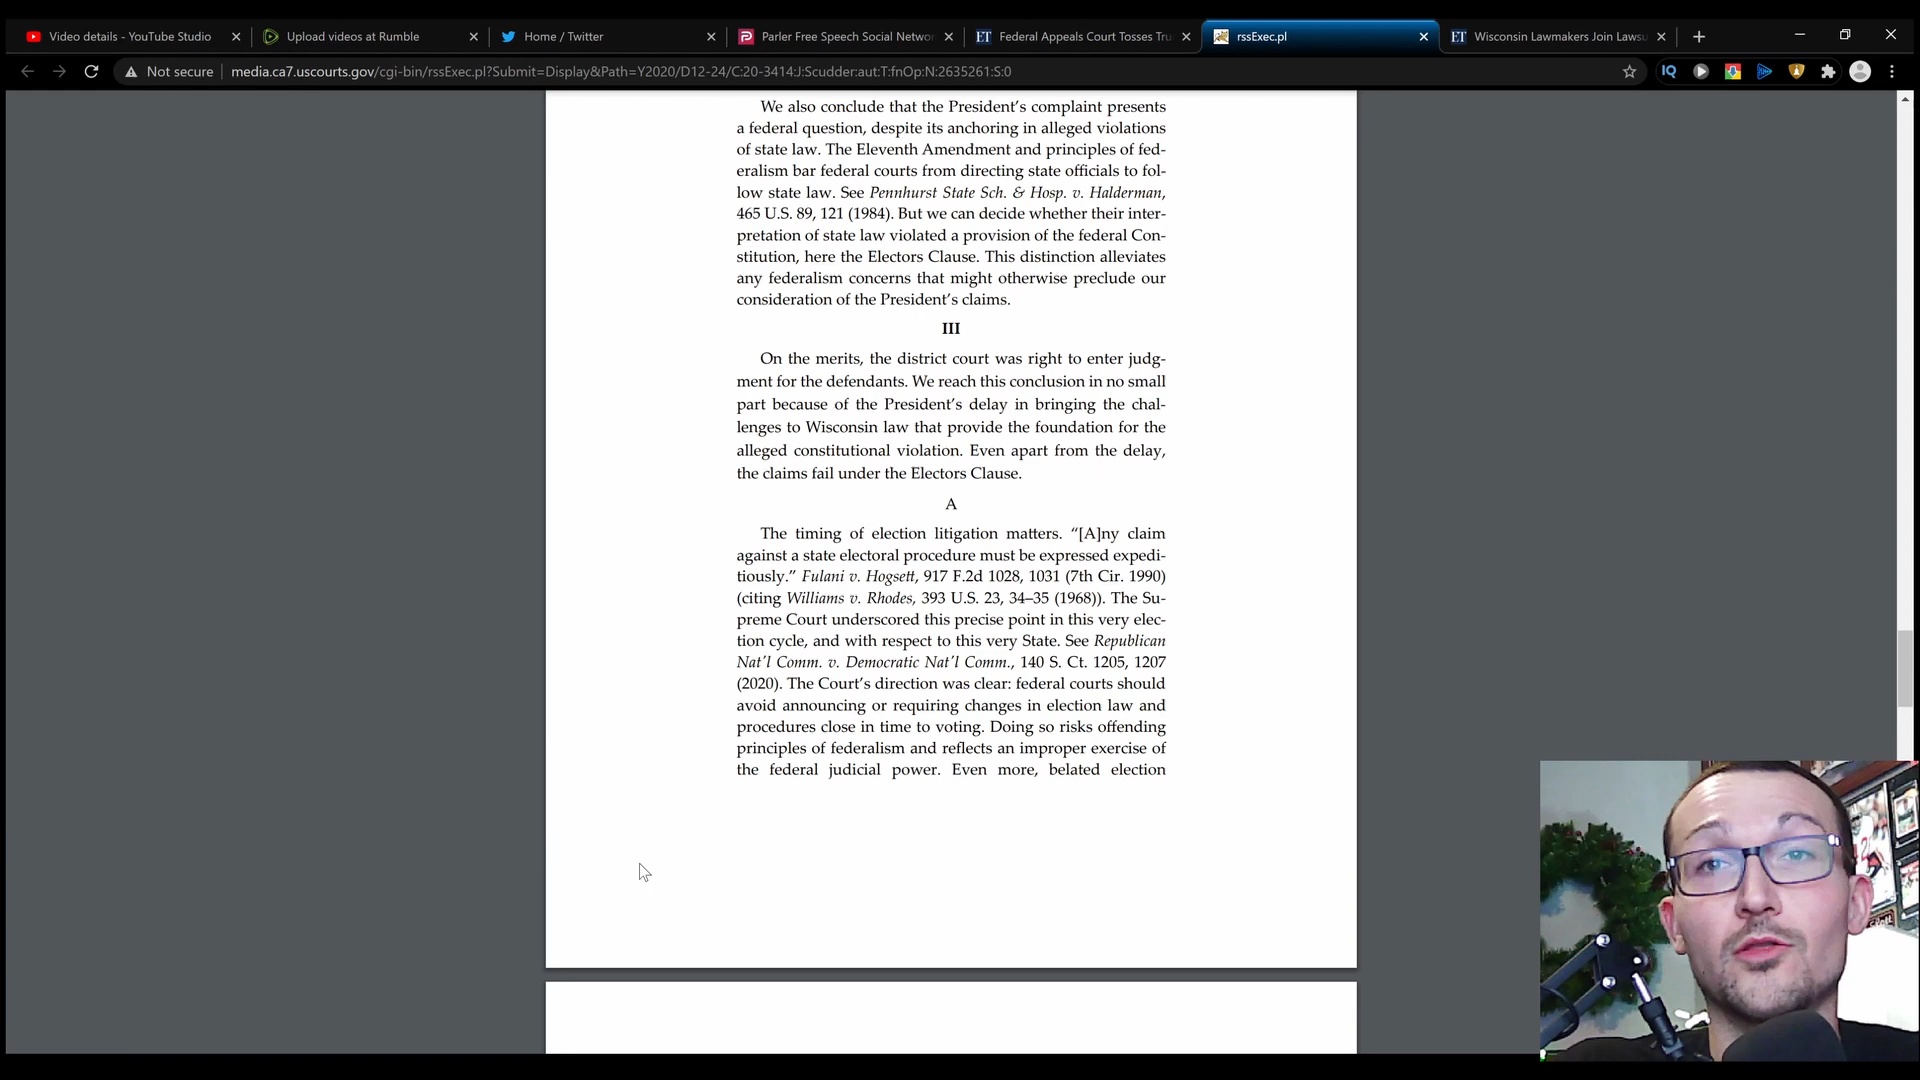 Video details - YouTube Studio
Upload videos at Rumble
Home / Twitter
Parler Free Speech Social Networ
Federal Appeals Court Tosses Tru
rssExec.pl
Wisconsin Lawmakers Join Lawsu
Not secure
media.ca7.uscourts.gov/cgi-bin/rssExec.pl?Submit=Display&Path=Y2020/D12-24/C:20-3414:J:Scudder:aut:T:fnOp:N:2635261:S:0
We also conclude that the President’s complaint presents
a federal question, despite its anchoring in alleged violations
of state law. The Eleventh Amendment and principles of fed-
eralism bar federal courts from directing state officials to fol-
low state law. See Pennhurst State Sch. & Hosp. v. Halderman,
465 U.S. 89, 121 (1984). But we can decide whether their inter-
pretation of state law violated a provision of the federal Con-
stitution, here the Electors Clause. This distinction alleviates
any federalism concerns that might otherwise preclude our
consideration of the President’s claims.
III
On the merits, the district court was right to enter judg-
ment for the defendants. We reach this conclusion in no small
part because of the President’s delay in bringing the chal-
lenges to Wisconsin law that provide the foundation for the
alleged constitutional violation. Even apart from the delay,
the claims fail under the Electors Clause.
A
The timing of election litigation matters. “[A]ny claim
against a state electoral procedure must be expressed expedi-
tiously.” Fulani v. Hogsett, 917 F.2d 1028, 1031 (7th Cir. 1990)
(citing Williams v. Rhodes, 393 U.S. 23, 34–35 (1968)). The Su-
preme Court underscored this precise point in this very elec-
tion cycle, and with respect to this very State. See Republican
Nat’l Comm. v. Democratic Nat’l Comm., 140 S. Ct. 1205, 1207
(2020). The Court’s direction was clear: federal courts should
avoid announcing or requiring changes in election law and
procedures close in time to voting. Doing so risks offending
principles of federalism and reflects an improper exercise of
the federal judicial power. Even more, belated election